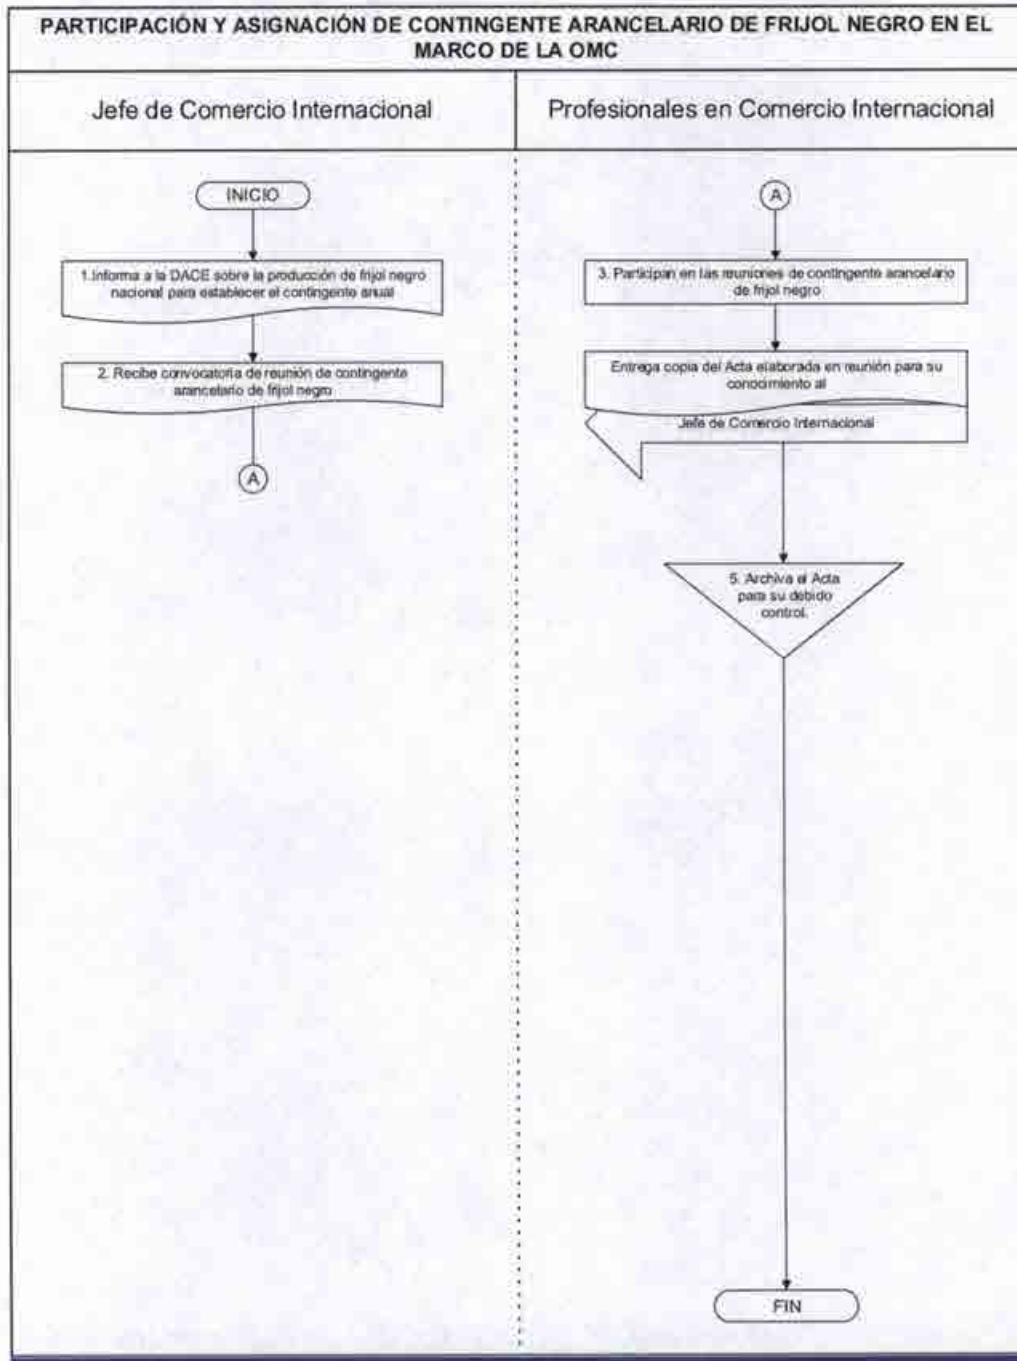 PARTICIPACIÓN Y ASIGNACIÓN DE CONTINGENTE ARANCELARIO DE FRIJOL NEGRO EN EL
MARCO DE LA OMC
Jefe de Comercio Internacional
Profesionales en Comercio Internacional
INICIO
1.Informa a la DACE sobre la producción de frijol negro
nacional para establecer el contingente anual
2. Recibe convocatoria de reunión de contingente
arancelario de frijol negro
A
A
3. Participan en las reuniones de contingente arancelario
de frijol negro
Entrega copia del Acta elaborada en reunión para su
conocimiento al
Jefe de Comercio Internacional
5. Archiva el Acta
para su debido
control.
FIN